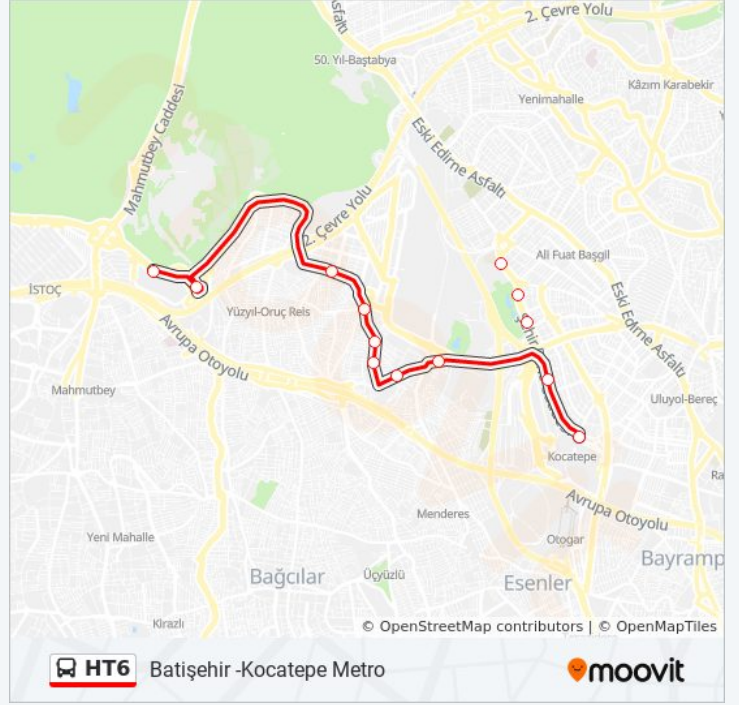 2. Çevre Yolu
sfaltı
50. Yıl-Baştabya
Kâzım Karabekir
Yenimahalle
Mahmutbey Caddesi
Eski Edirne Asfaltı
2. Çevre Yolu
Ali Fuat Başgil
İSTOÇ
Yüzyıl-Oruç Reis
Eski Edirne Asfaltı
Avrupa Otoyolu
Mahmutbey
Uluyol-Bereç
Kocatepe
Ra
Avrupa Otoyolu
Menderes
Yeni Mahalle
Otogar
Bayramp
Bağcılar
Üçyüzlü
Esenler
Kirazlı
© OpenStreetMap contributors | © OpenMapTiles
HT6 Batişehir -Kocatepe Metro
moovit